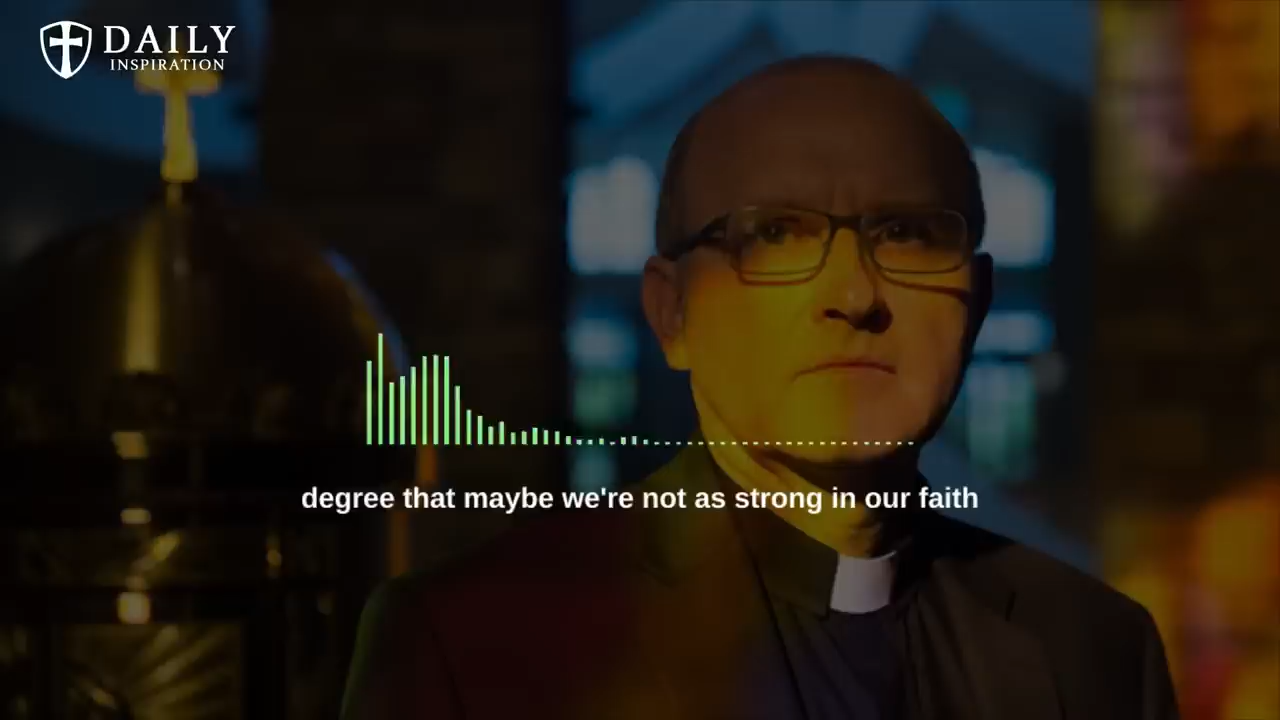 DAILY
INSPIRATION
degree that maybe we're not as strong in our faith